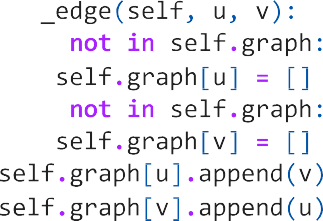 _edge(self, u, v):
not in self.graph:
self.graph[u] = []
not in self.graph:
self.graph[v] = []
self.graph[u].append(v)
self.graph[v].append(u)